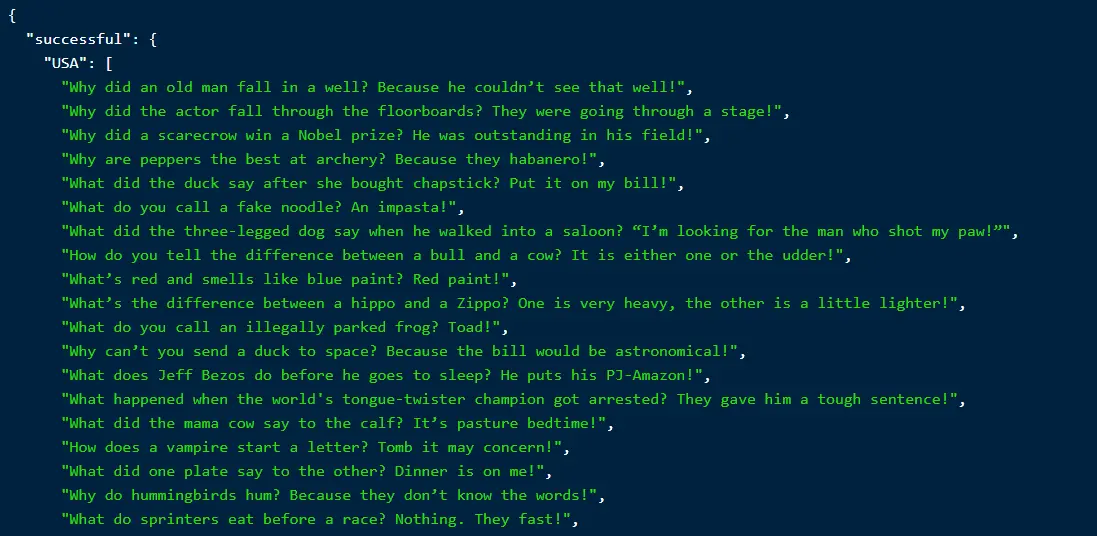 {
"successful": {
"USA": [
"Why did an old man fall in a well? Because he couldn’t see that well!",
"Why did the actor fall through the floorboards? They were going through a stage!",
"Why did a scarecrow win a Nobel prize? He was outstanding in his field!",
"Why are peppers the best at archery? Because they habanero!",
"What did the duck say after she bought chapstick? Put it on my bill!",
"What do you call a fake noodle? An impasta!",
"What did the three-legged dog say when he walked into a saloon? “I’m looking for the man who shot my paw!”",
"How do you tell the difference between a bull and a cow? It is either one or the udder!",
"What’s red and smells like blue paint? Red paint!",
"What’s the difference between a hippo and a Zippo? One is very heavy, the other is a little lighter!",
"What do you call an illegally parked frog? Toad!",
"Why can’t you send a duck to space? Because the bill would be astronomical!",
"What does Jeff Bezos do before he goes to sleep? He puts his PJ-Amazon!",
"What happened when the world's tongue-twister champion got arrested? They gave him a tough sentence!",
"What did the mama cow say to the calf? It’s pasture bedtime!",
"How does a vampire start a letter? Tomb it may concern!",
"What did one plate say to the other? Dinner is on me!",
"Why do hummingbirds hum? Because they don’t know the words!",
"What do sprinters eat before a race? Nothing. They fast!",